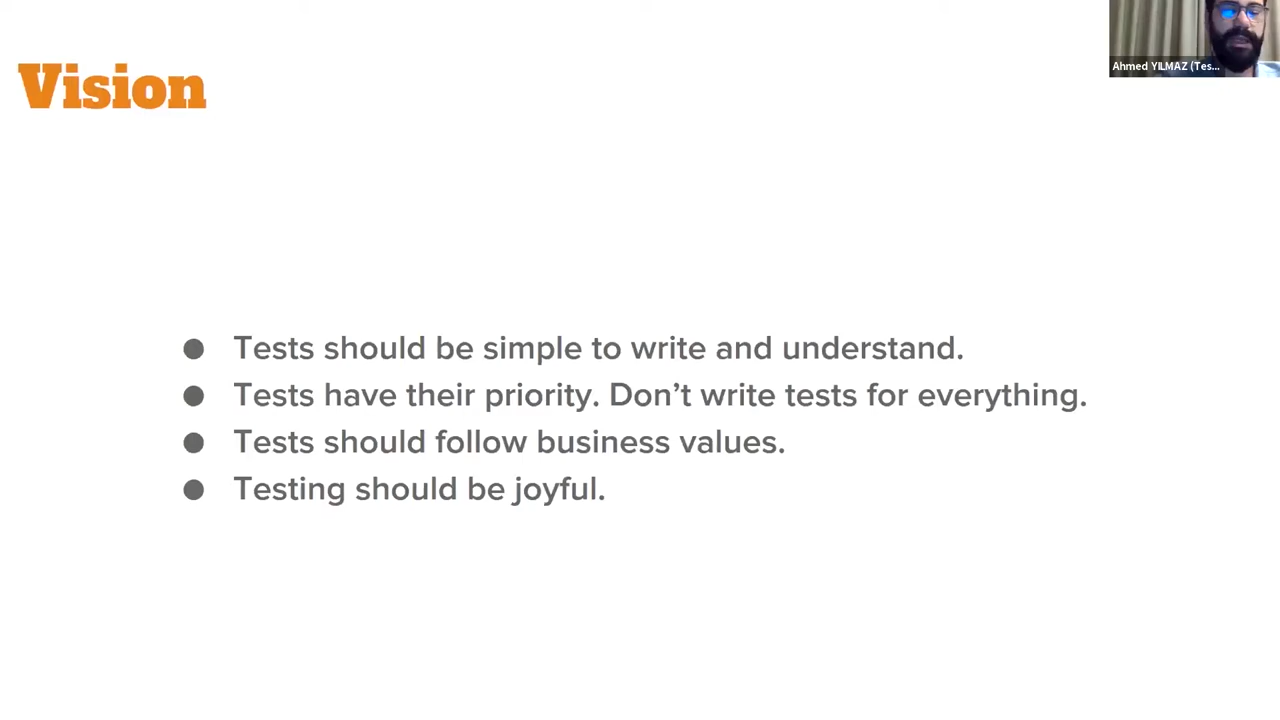 Vision
Ahmed YILMAZ (Tes...
● Tests should be simple to write and understand.
● Tests have their priority. Don’t write tests for everything.
● Tests should follow business values.
● Testing should be joyful.